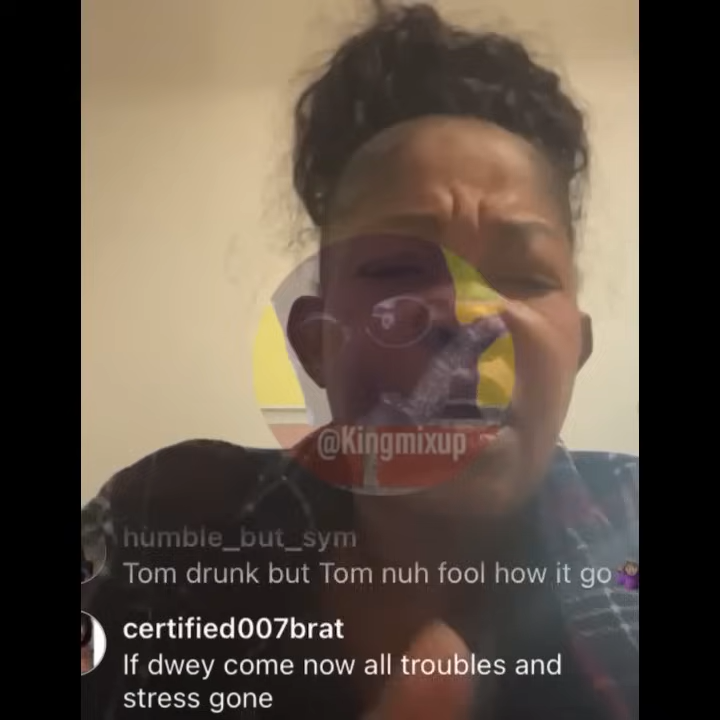 @Kingmixup
humble_but_sym
Tom drunk but Tom nuh fool how it go
certified007brat
If dwey come now all troubles and
stress gone